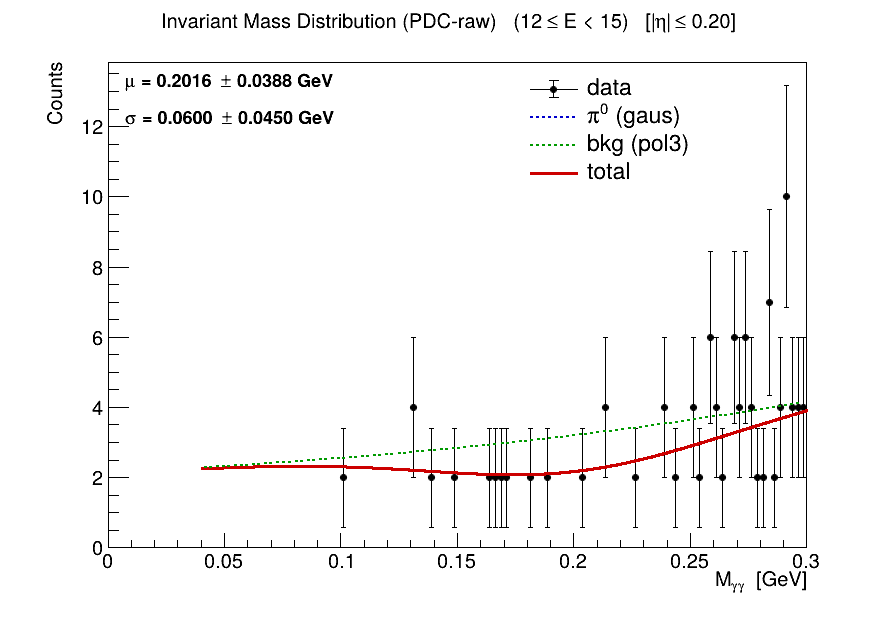 Invariant Mass Distribution (PDC-raw) (12 ≤ E < 15) [|η| ≤ 0.20]
Counts
μ = 0.2016 ± 0.0388 GeV
σ = 0.0600 ± 0.0450 GeV
data
π⁰ (gaus)
bkg (pol3)
total
12
10
8
6
4
2
0
0 0.05 0.1 0.15 0.2 0.25 0.3
M_γγ [GeV]